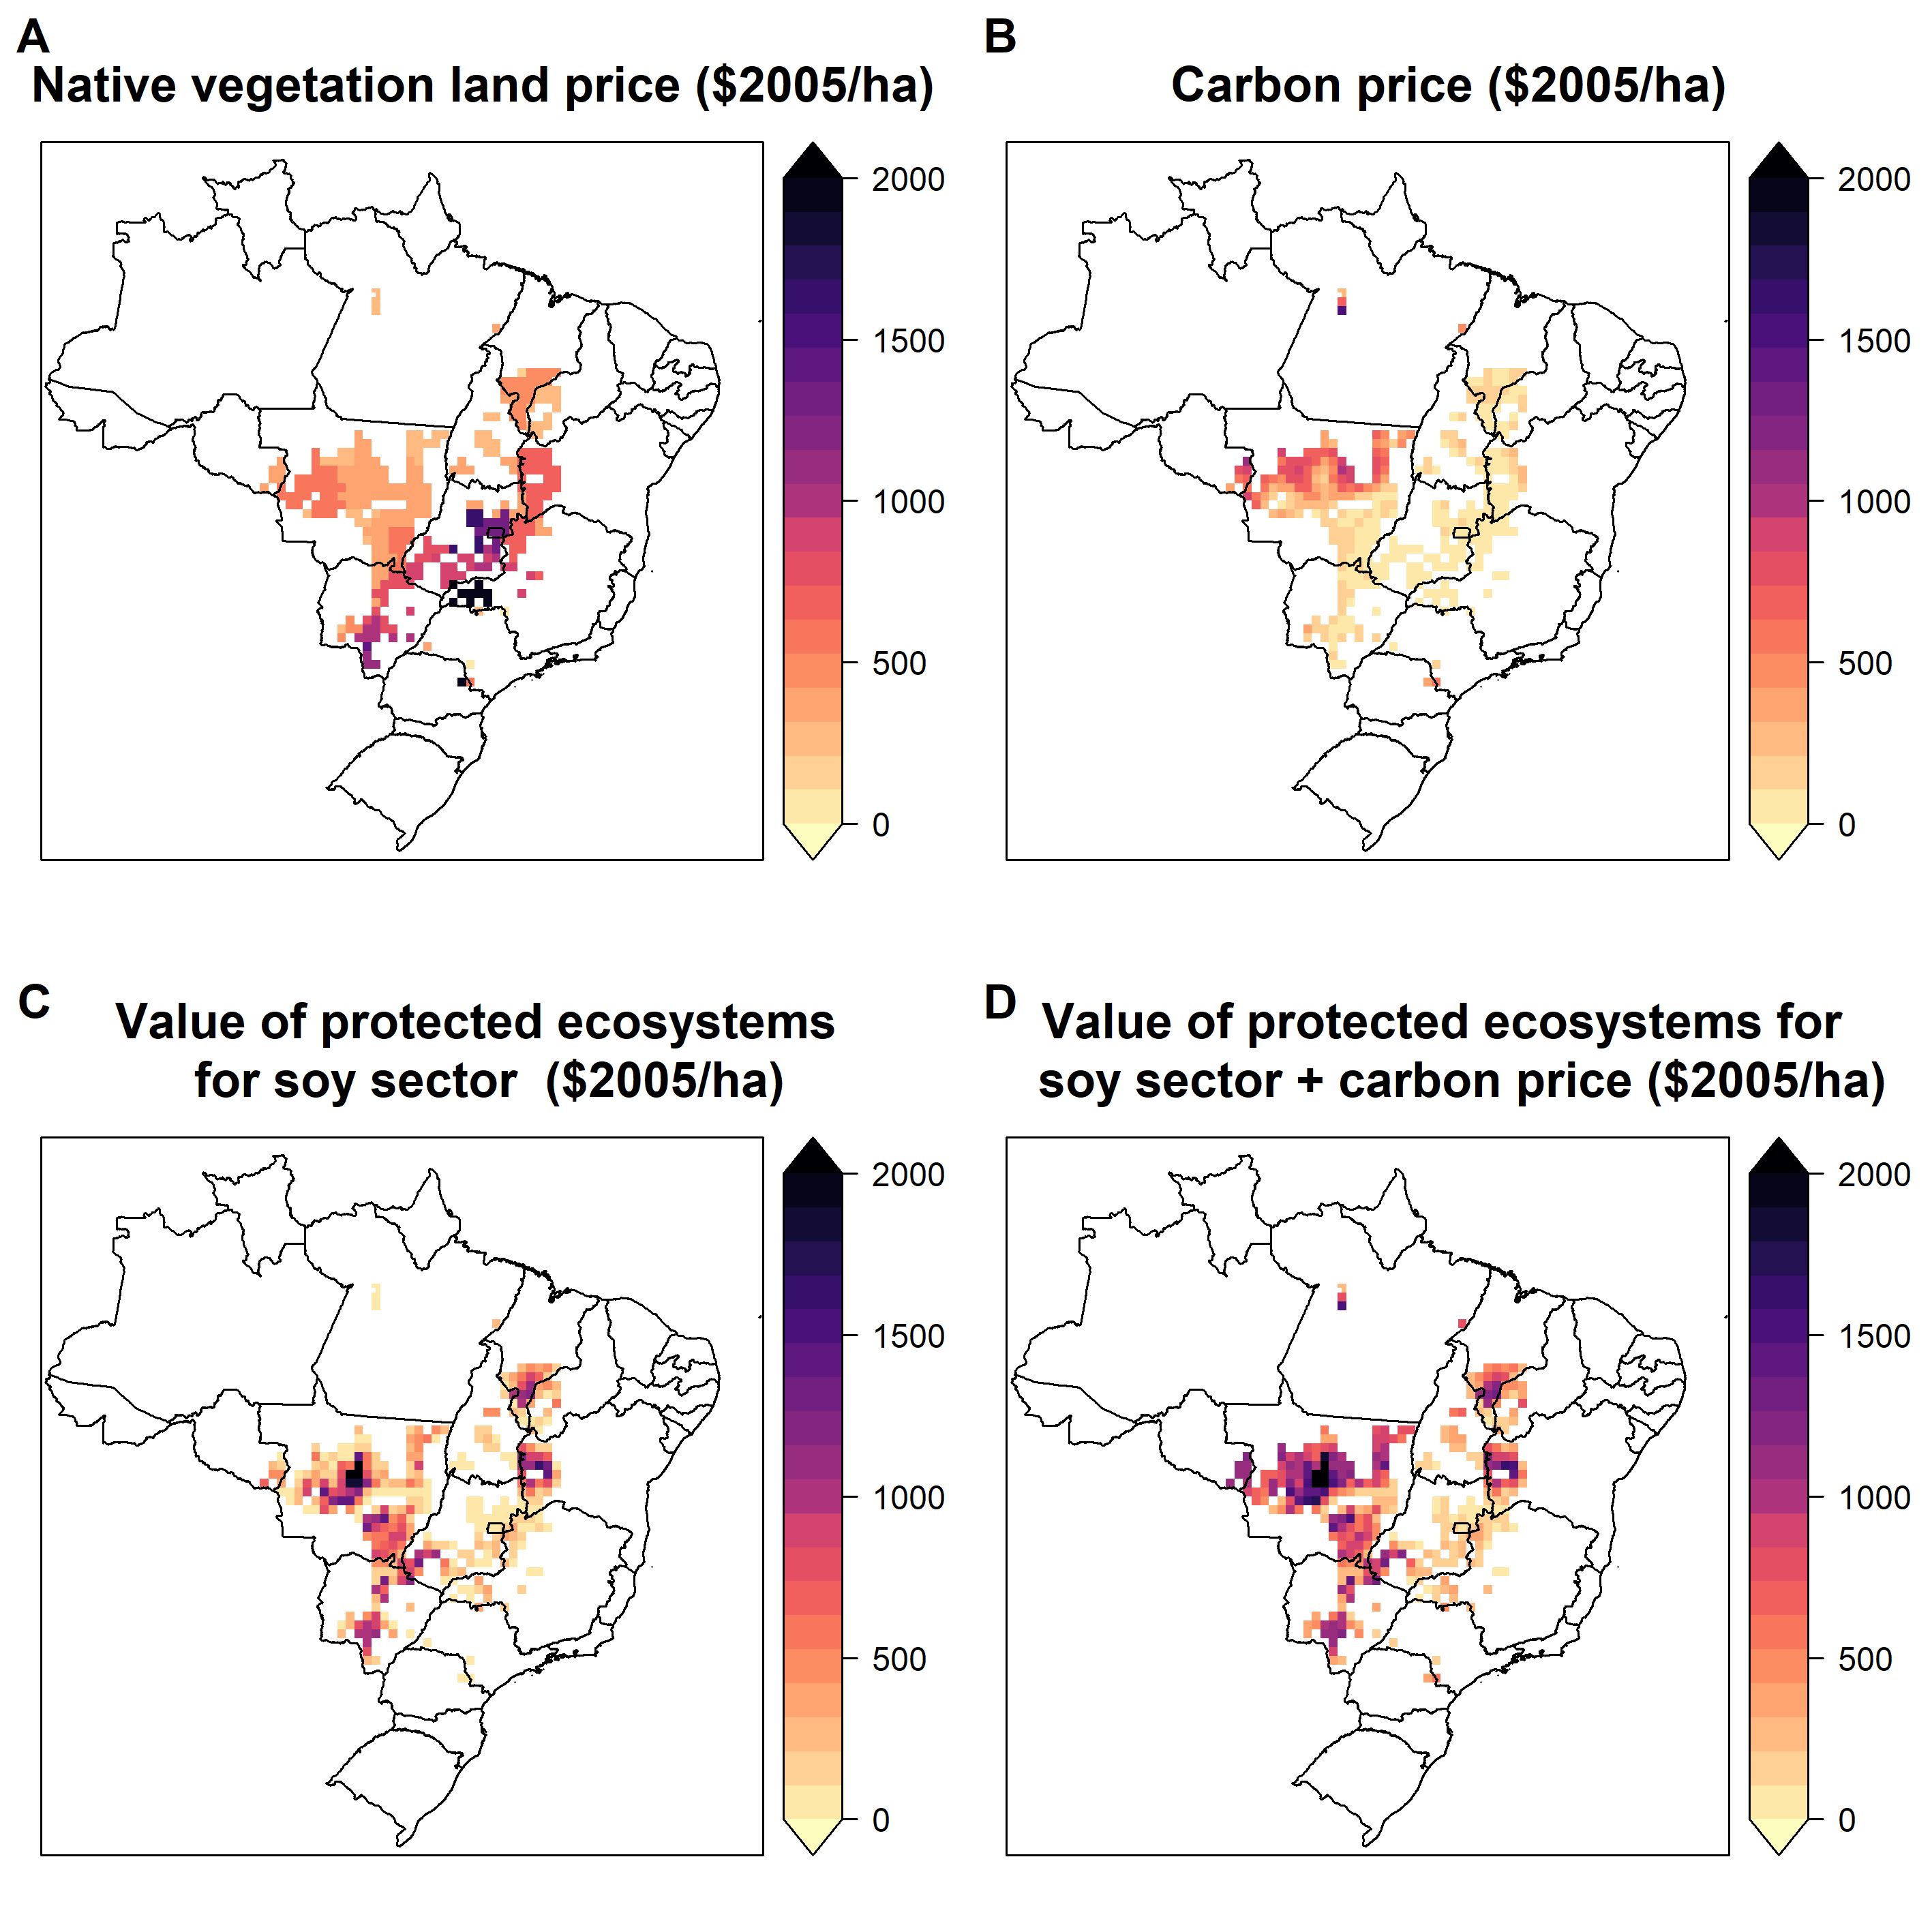 A
Native vegetation land price ($2005/ha)
2000
1500
1000
500
0
B
Carbon price ($2005/ha)
2000
1500
1000
500
0
C
Value of protected ecosystems
for soy sector  ($2005/ha)
2000
1500
1000
500
0
D
Value of protected ecosystems for
soy sector + carbon price ($2005/ha)
2000
1500
1000
500
0